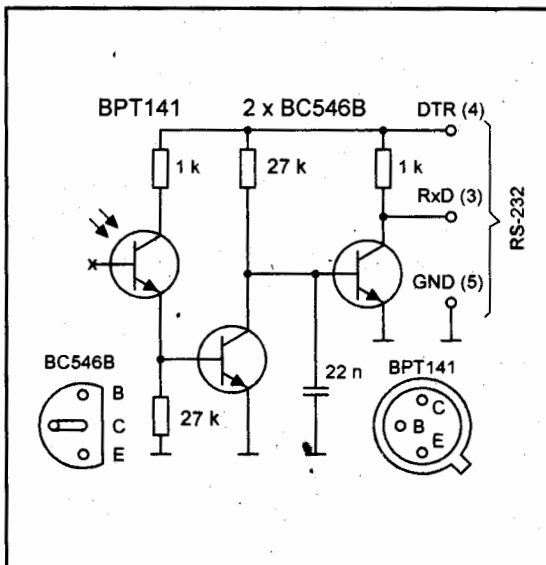 BPT141
2 x BC546B
DTR (4)
1 k
27 k
1 k
RxD (3)
RS-232
GND (5)
BC546B
B
C
E
27 k
22 n
BPT141
C
B
E